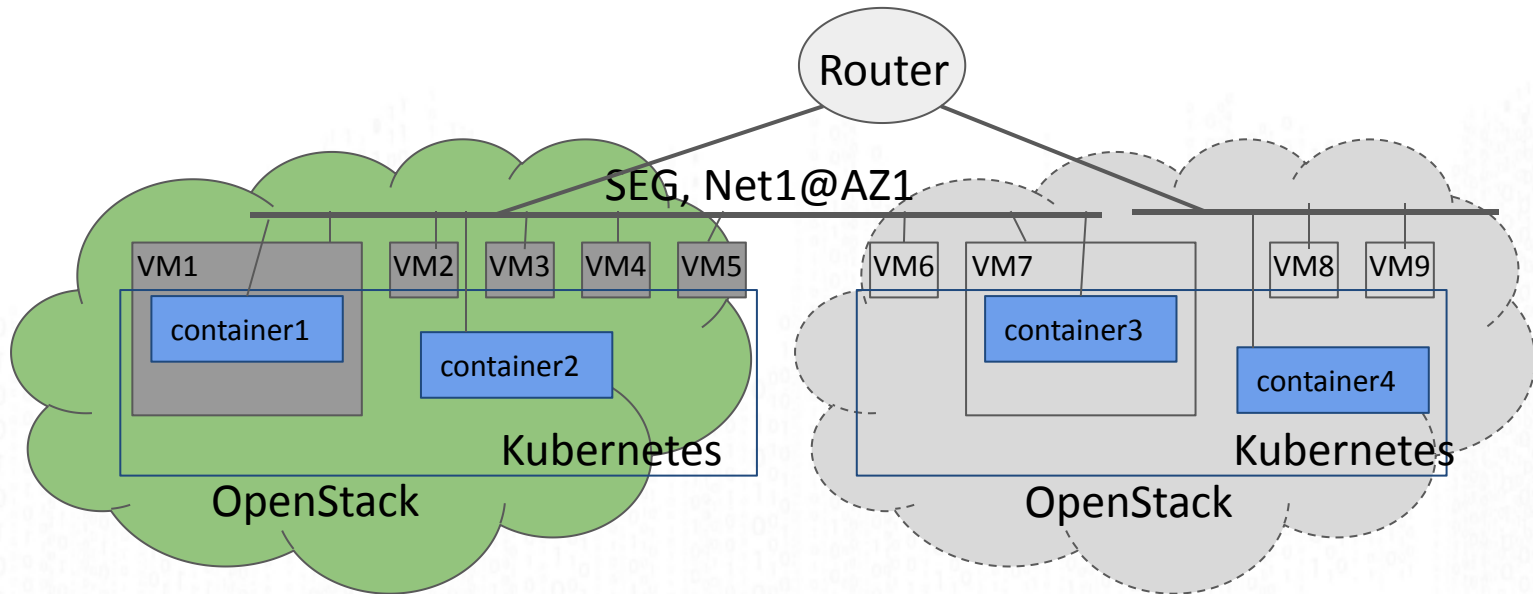 Router
SEG, Net1@AZ1
VM1
VM2
VM3
VM4
VM5
VM6
VM7
VM8
VM9
container1
container2
container3
container4
Kubernetes
Kubernetes
OpenStack
OpenStack